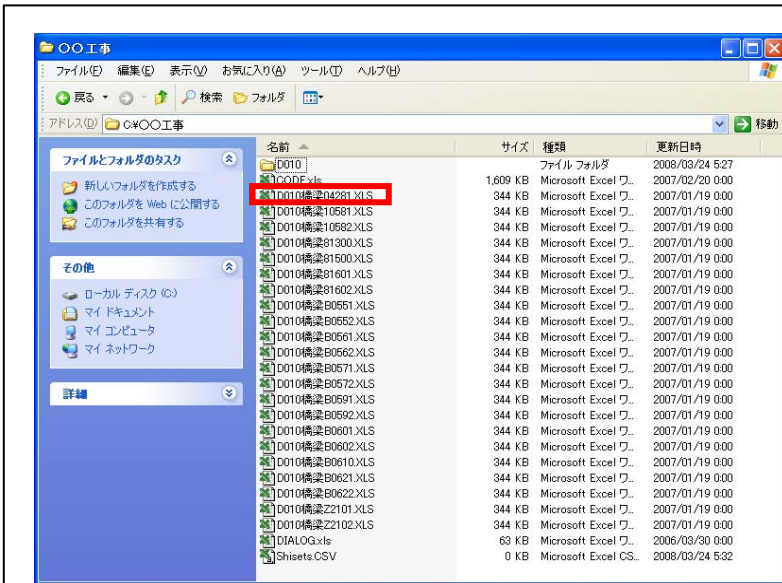 〇〇工事
ファイル(F) 編集(E) 表示(V) お気に入り(A) ツール(T) ヘルプ(H)
戻る 検索 フォルダ
アドレス(D) C:¥〇〇工事 移動
ファイルとフォルダのタスク
新しいフォルダを作成する
このフォルダを Web に公開する
このフォルダを共有する
その他
ローカル ディスク (C:)
マイ ドキュメント
マイ コンピュータ
マイ ネットワーク
詳細
名前 サイズ 種類 更新日時
D010 ファイル フォルダ 2008/03/24 5:27
CODE.xls 1,609 KB Microsoft Excel ワ... 2007/02/20 0:00
D010橋梁04281.XLS 344 KB Microsoft Excel ワ... 2007/01/19 0:00
D010橋梁10581.XLS 344 KB Microsoft Excel ワ... 2007/01/19 0:00
D010橋梁10582.XLS 344 KB Microsoft Excel ワ... 2007/01/19 0:00
D010橋梁81300.XLS 344 KB Microsoft Excel ワ... 2007/01/19 0:00
D010橋梁81500.XLS 344 KB Microsoft Excel ワ... 2007/01/19 0:00
D010橋梁81601.XLS 344 KB Microsoft Excel ワ... 2007/01/19 0:00
D010橋梁81602.XLS 344 KB Microsoft Excel ワ... 2007/01/19 0:00
D010橋梁B0551.XLS 344 KB Microsoft Excel ワ... 2007/01/19 0:00
D010橋梁B0552.XLS 344 KB Microsoft Excel ワ... 2007/01/19 0:00
D010橋梁B0561.XLS 344 KB Microsoft Excel ワ... 2007/01/19 0:00
D010橋梁B0562.XLS 344 KB Microsoft Excel ワ... 2007/01/19 0:00
D010橋梁B0571.XLS 344 KB Microsoft Excel ワ... 2007/01/19 0:00
D010橋梁B0572.XLS 344 KB Microsoft Excel ワ... 2007/01/19 0:00
D010橋梁B0591.XLS 344 KB Microsoft Excel ワ... 2007/01/19 0:00
D010橋梁B0592.XLS 344 KB Microsoft Excel ワ... 2007/01/19 0:00
D010橋梁B0601.XLS 344 KB Microsoft Excel ワ... 2007/01/19 0:00
D010橋梁B0602.XLS 344 KB Microsoft Excel ワ... 2007/01/19 0:00
D010橋梁B0610.XLS 344 KB Microsoft Excel ワ... 2007/01/19 0:00
D010橋梁B0621.XLS 344 KB Microsoft Excel ワ... 2007/01/19 0:00
D010橋梁B0622.XLS 344 KB Microsoft Excel ワ... 2007/01/19 0:00
D010橋梁Z2101.XLS 344 KB Microsoft Excel ワ... 2007/01/19 0:00
D010橋梁Z2102.XLS 344 KB Microsoft Excel ワ... 2007/01/19 0:00
DIALOG.xls 63 KB Microsoft Excel ワ... 2006/03/30 0:00
Shisets.CSV 0 KB Microsoft Excel CS... 2008/03/24 5:32